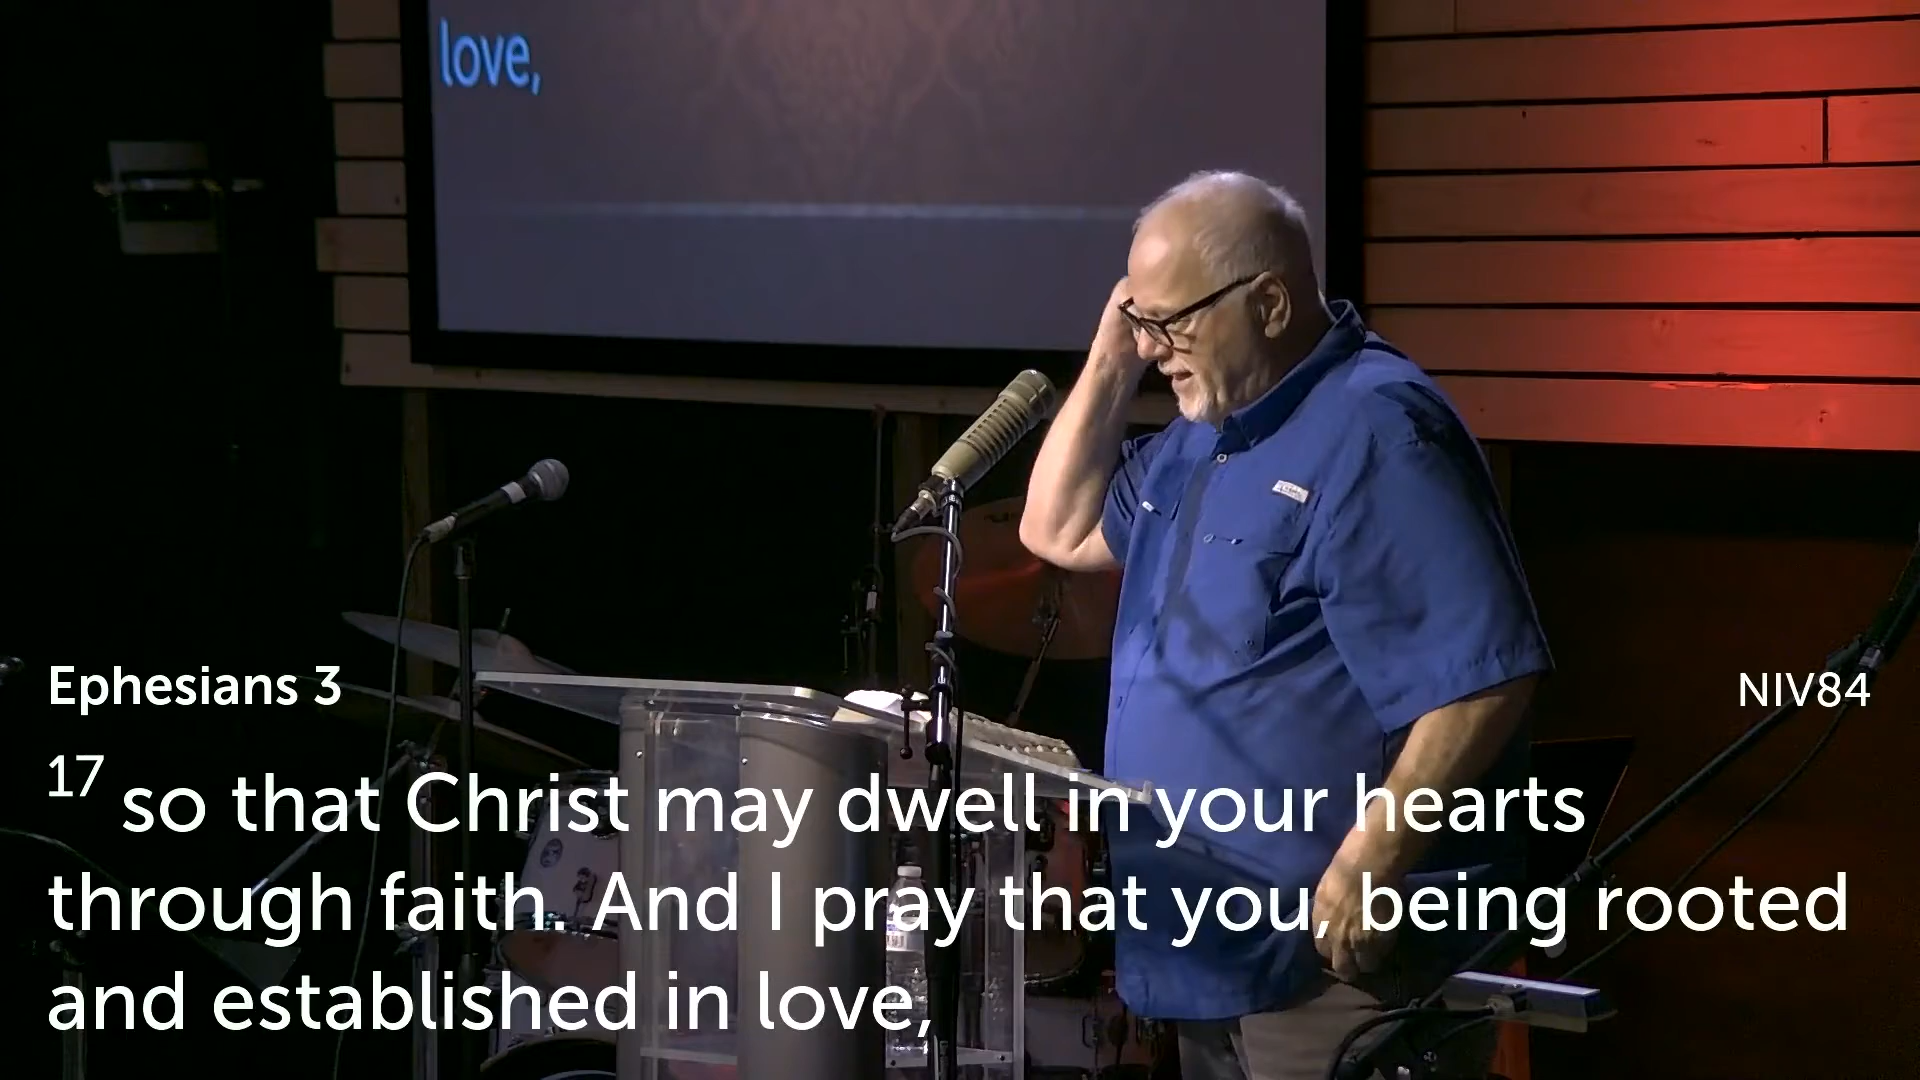 love,
Ephesians 3
NIV84
17 so that Christ may dwell in your hearts
through faith. And I pray that you, being rooted
and established in love,